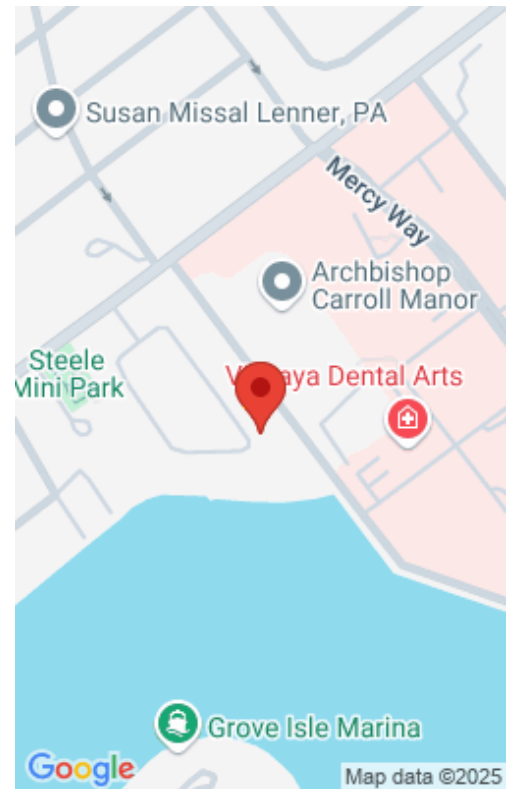 Susan Missal Lenner, PA
Mercy Way
Archbishop
Carroll Manor
Steele
Mini Park
aya Dental Arts
Grove Isle Marina
Google
Map data ©2025